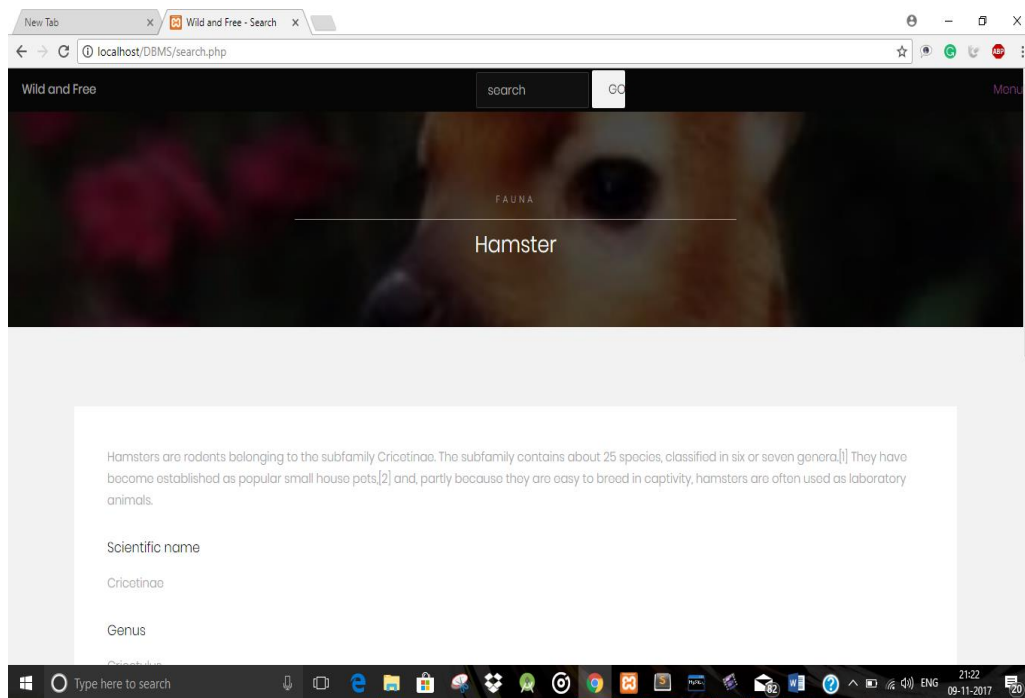 New Tab
Wild and Free - Search
localhost/DBMS/search.php
ABP
Wild and Free
search
GO
Menu
FAUNA
Hamster
Hamsters are rodents belonging to the subfamily Cricetinae. The subfamily contains about 25 species, classified in six or seven genera.[1] They have
become established as popular small house pets,[2] and, partly because they are easy to breed in captivity, hamsters are often used as laboratory
animals.
Scientific name
Cricetinae
Genus
Cricetulus
Type here to search
82
ENG
21:22
09-11-2017
20